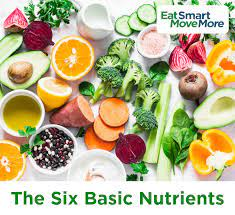 Eat Smart
Move More
The Six Basic Nutrients